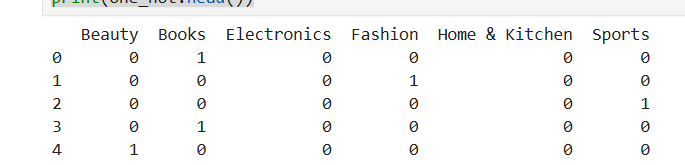 print(one_hot.head())
Beauty Books Electronics Fashion Home & Kitchen Sports
0 0 1 0 0 0 0
1 0 0 0 1 0 0
2 0 0 0 0 0 1
3 0 1 0 0 0 0
4 1 0 0 0 0 0